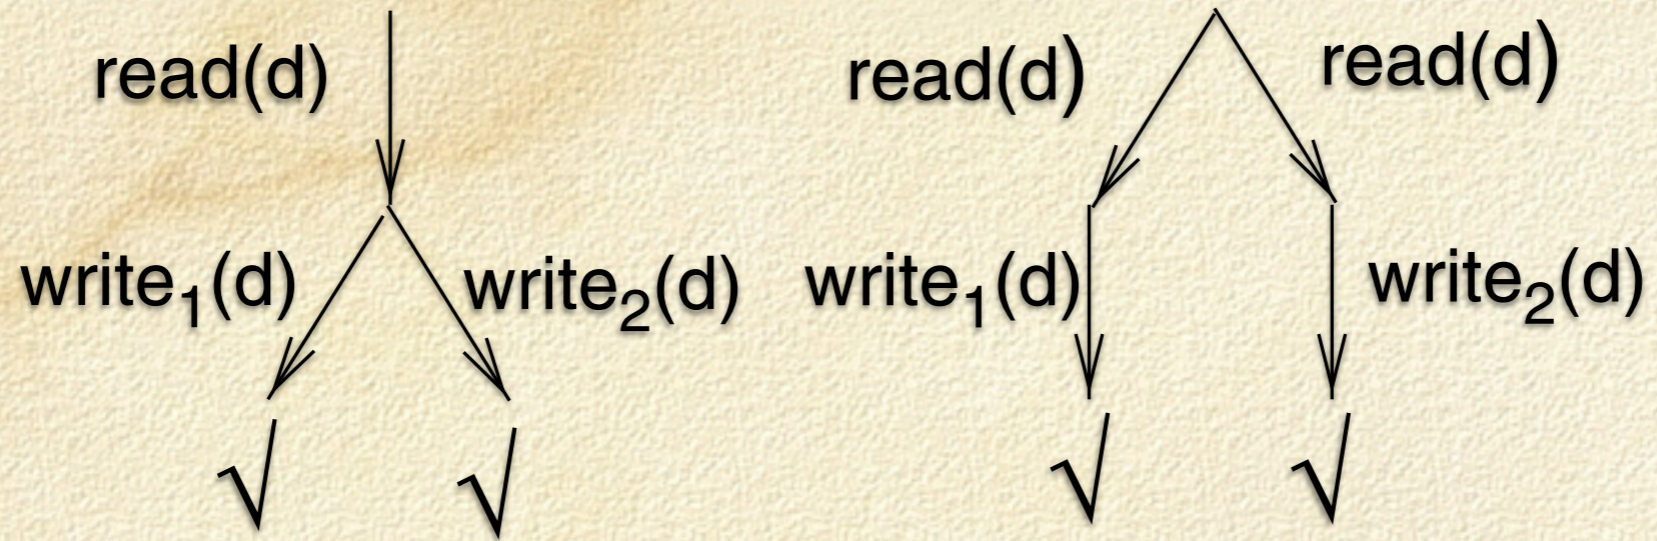 read(d)
write₁(d) write₂(d)
√ √
read(d) read(d)
write₁(d) write₂(d)
√ √